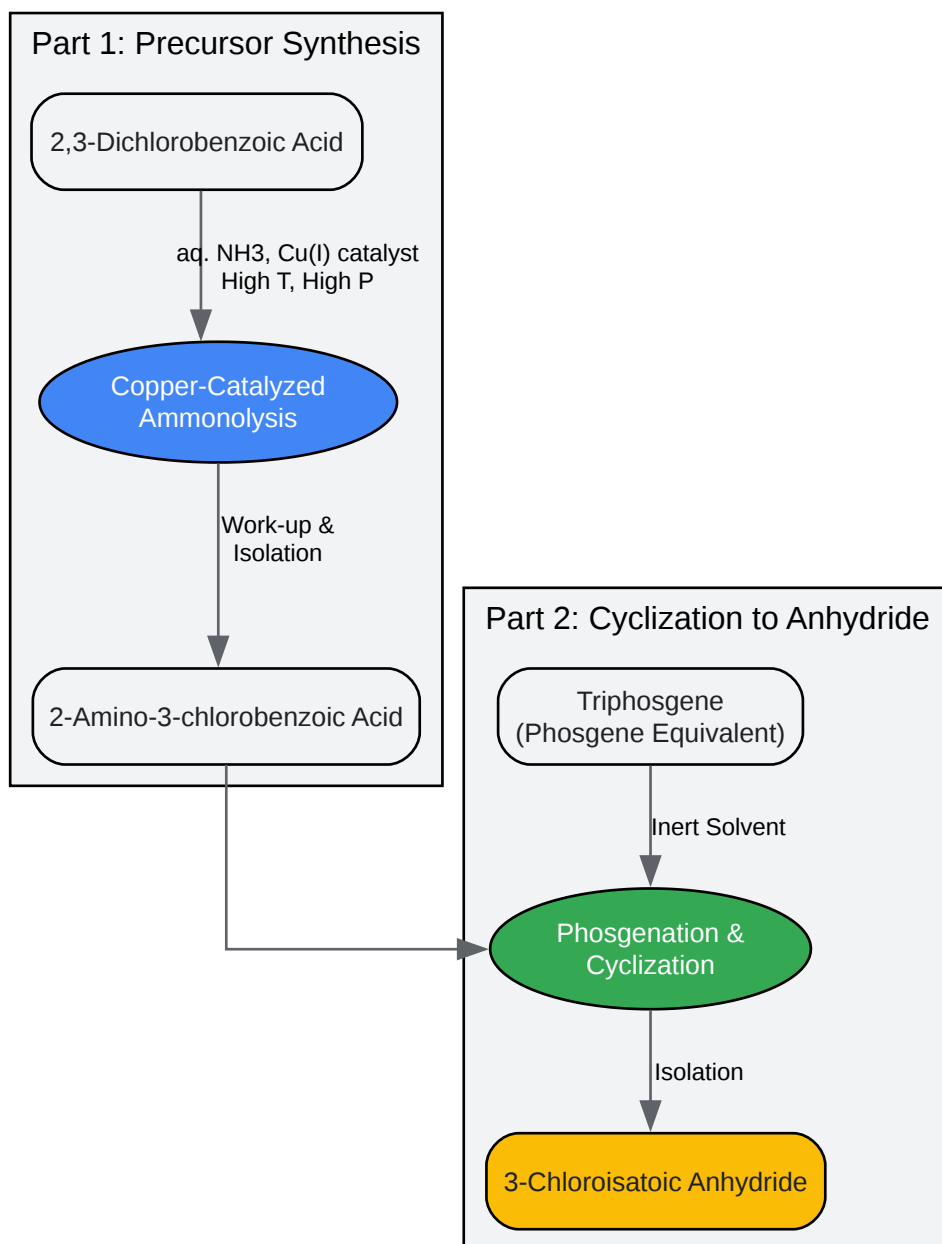 Part 1: Precursor Synthesis
2,3-Dichlorobenzoic Acid
aq. NH3, Cu(I) catalyst
High T, High P
Copper-Catalyzed
Ammonolysis
Work-up &
Isolation
2-Amino-3-chlorobenzoic Acid
Part 2: Cyclization to Anhydride
Triphosgene
(Phosgene Equivalent)
Inert Solvent
Phosgenation &
Cyclization
Isolation
3-Chloroisatoic Anhydride